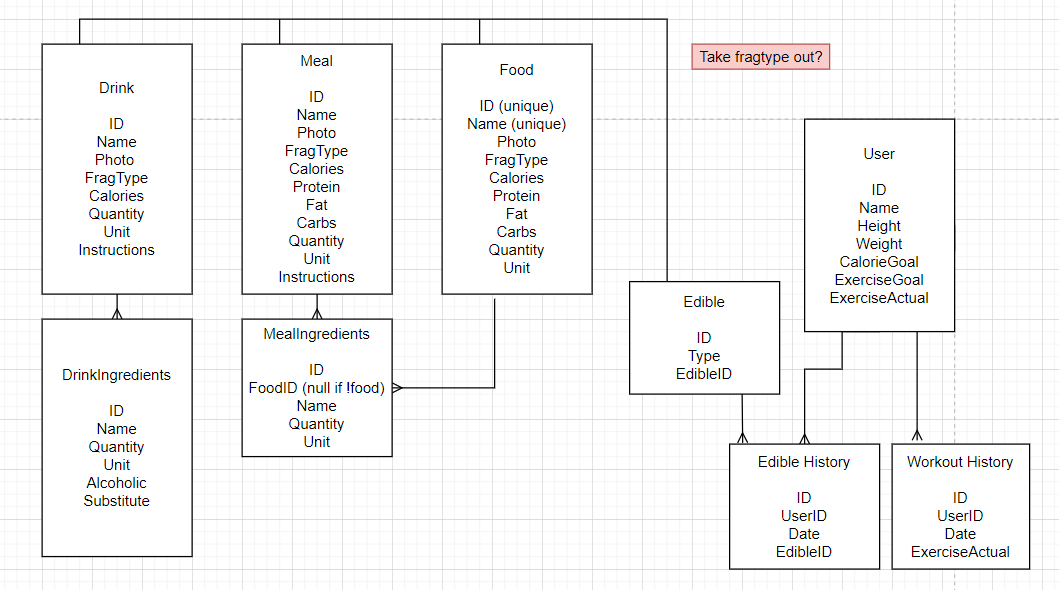 Drink
ID
Name
Photo
FragType
Calories
Quantity
Unit
Instructions
Meal
ID
Name
Photo
FragType
Calories
Protein
Fat
Carbs
Quantity
Unit
Instructions
Food
ID (unique)
Name (unique)
Photo
FragType
Calories
Protein
Fat
Carbs
Quantity
Unit
Take fragtype out?
User
ID
Name
Height
Weight
CalorieGoal
ExerciseGoal
ExerciseActual
Edible
ID
Type
EdibleID
DrinkIngredients
ID
Name
Quantity
Unit
Alcoholic
Substitute
MealIngredients
ID
FoodID (null if !food)
Name
Quantity
Unit
Edible History
ID
UserID
Date
EdibleID
Workout History
ID
UserID
Date
ExerciseActual